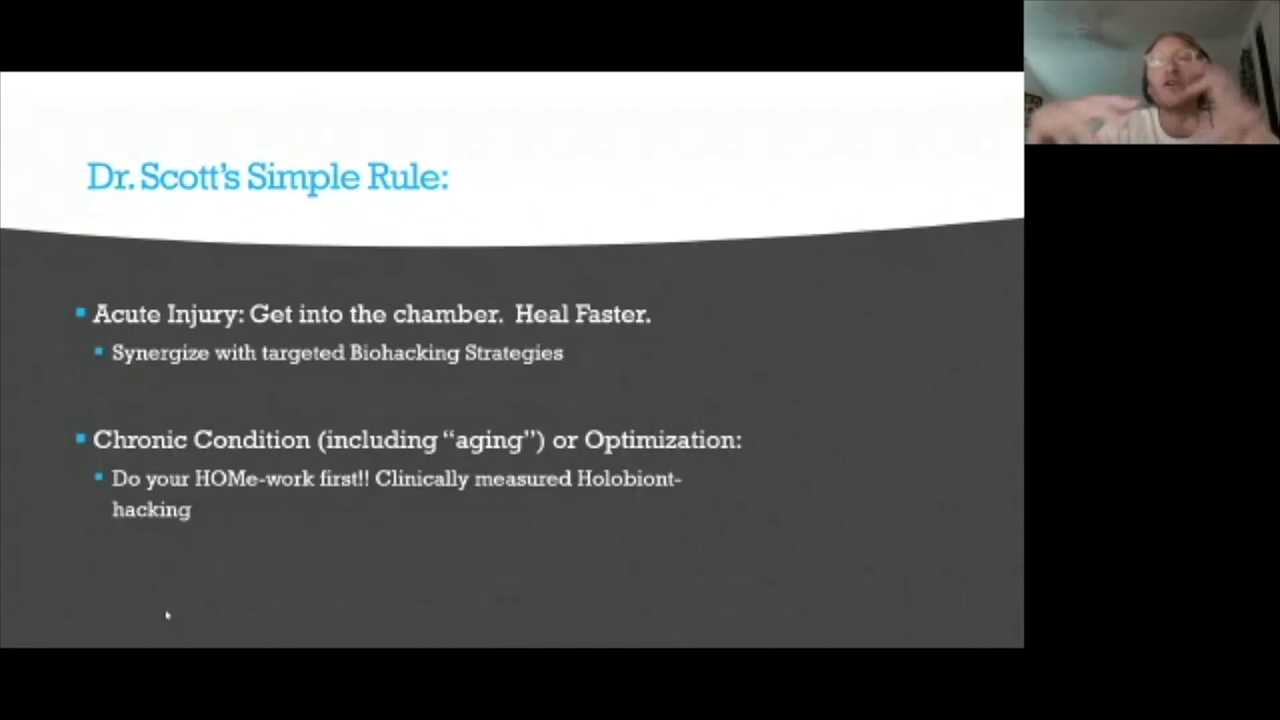 Dr. Scott's Simple Rule:
Acute Injury: Get into the chamber.  Heal Faster.
Synergize with targeted Biohacking Strategies
Chronic Condition (including “aging”) or Optimization:
Do your HOMe-work first!! Clinically measured Holobiont-
hacking